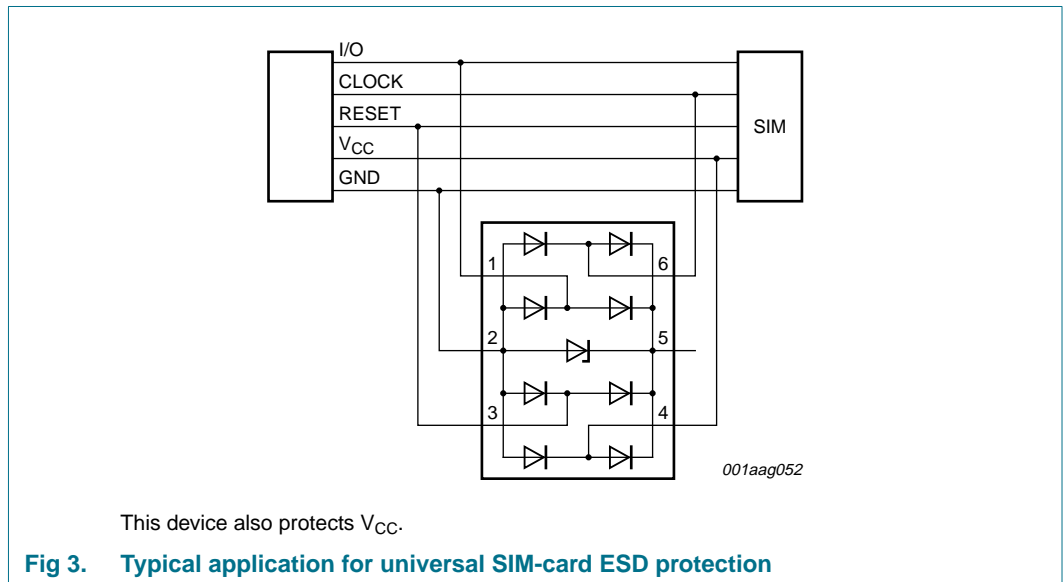 I/O
CLOCK
RESET
VCC
GND
SIM
1
6
2
5
3
4
001aag052
This device also protects VCC.
Fig 3. Typical application for universal SIM-card ESD protection